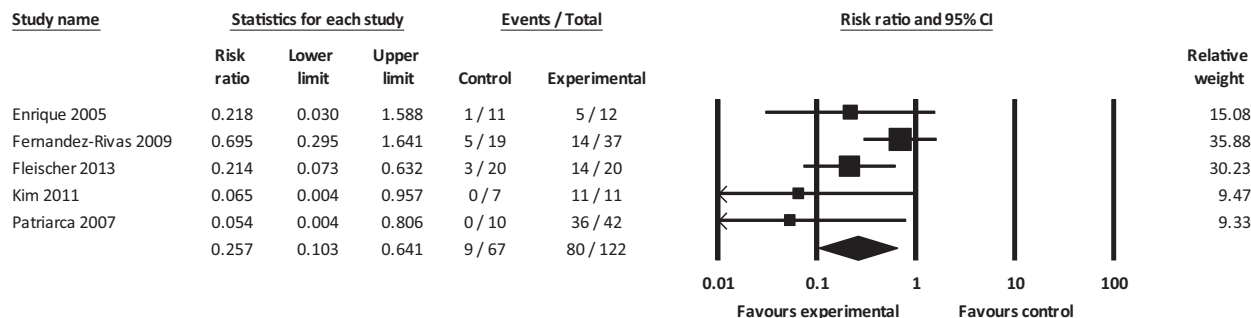 Study name Statistics for each study Events / Total Risk ratio and 95% CI
Risk ratio Lower limit Upper limit Control Experimental Relative weight
Enrique 2005 0.218 0.030 1.588 1 / 11 5 / 12 15.08
Fernandez-Rivas 2009 0.695 0.295 1.641 5 / 19 14 / 37 35.88
Fleischer 2013 0.214 0.073 0.632 3 / 20 14 / 20 30.23
Kim 2011 0.065 0.004 0.957 0 / 7 11 / 11 9.47
Patriarca 2007 0.054 0.004 0.806 0 / 10 36 / 42 9.33
0.257 0.103 0.641 9 / 67 80 / 122
0.01 0.1 1 10 100
Favours experimental Favours control